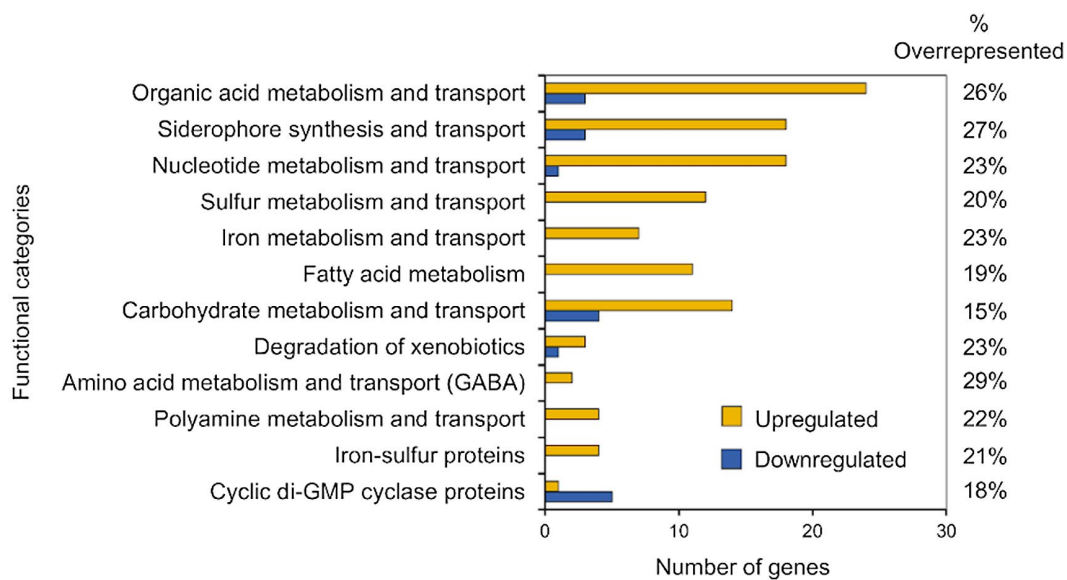 %
Overrepresented
Organic acid metabolism and transport 26%
Siderophore synthesis and transport 27%
Nucleotide metabolism and transport 23%
Sulfur metabolism and transport 20%
Iron metabolism and transport 23%
Fatty acid metabolism 19%
Carbohydrate metabolism and transport 15%
Degradation of xenobiotics 23%
Amino acid metabolism and transport (GABA) 29%
Polyamine metabolism and transport 22%
Iron-sulfur proteins 21%
Cyclic di-GMP cyclase proteins 18%
Functional categories
Upregulated
Downregulated
0 10 20 30
Number of genes